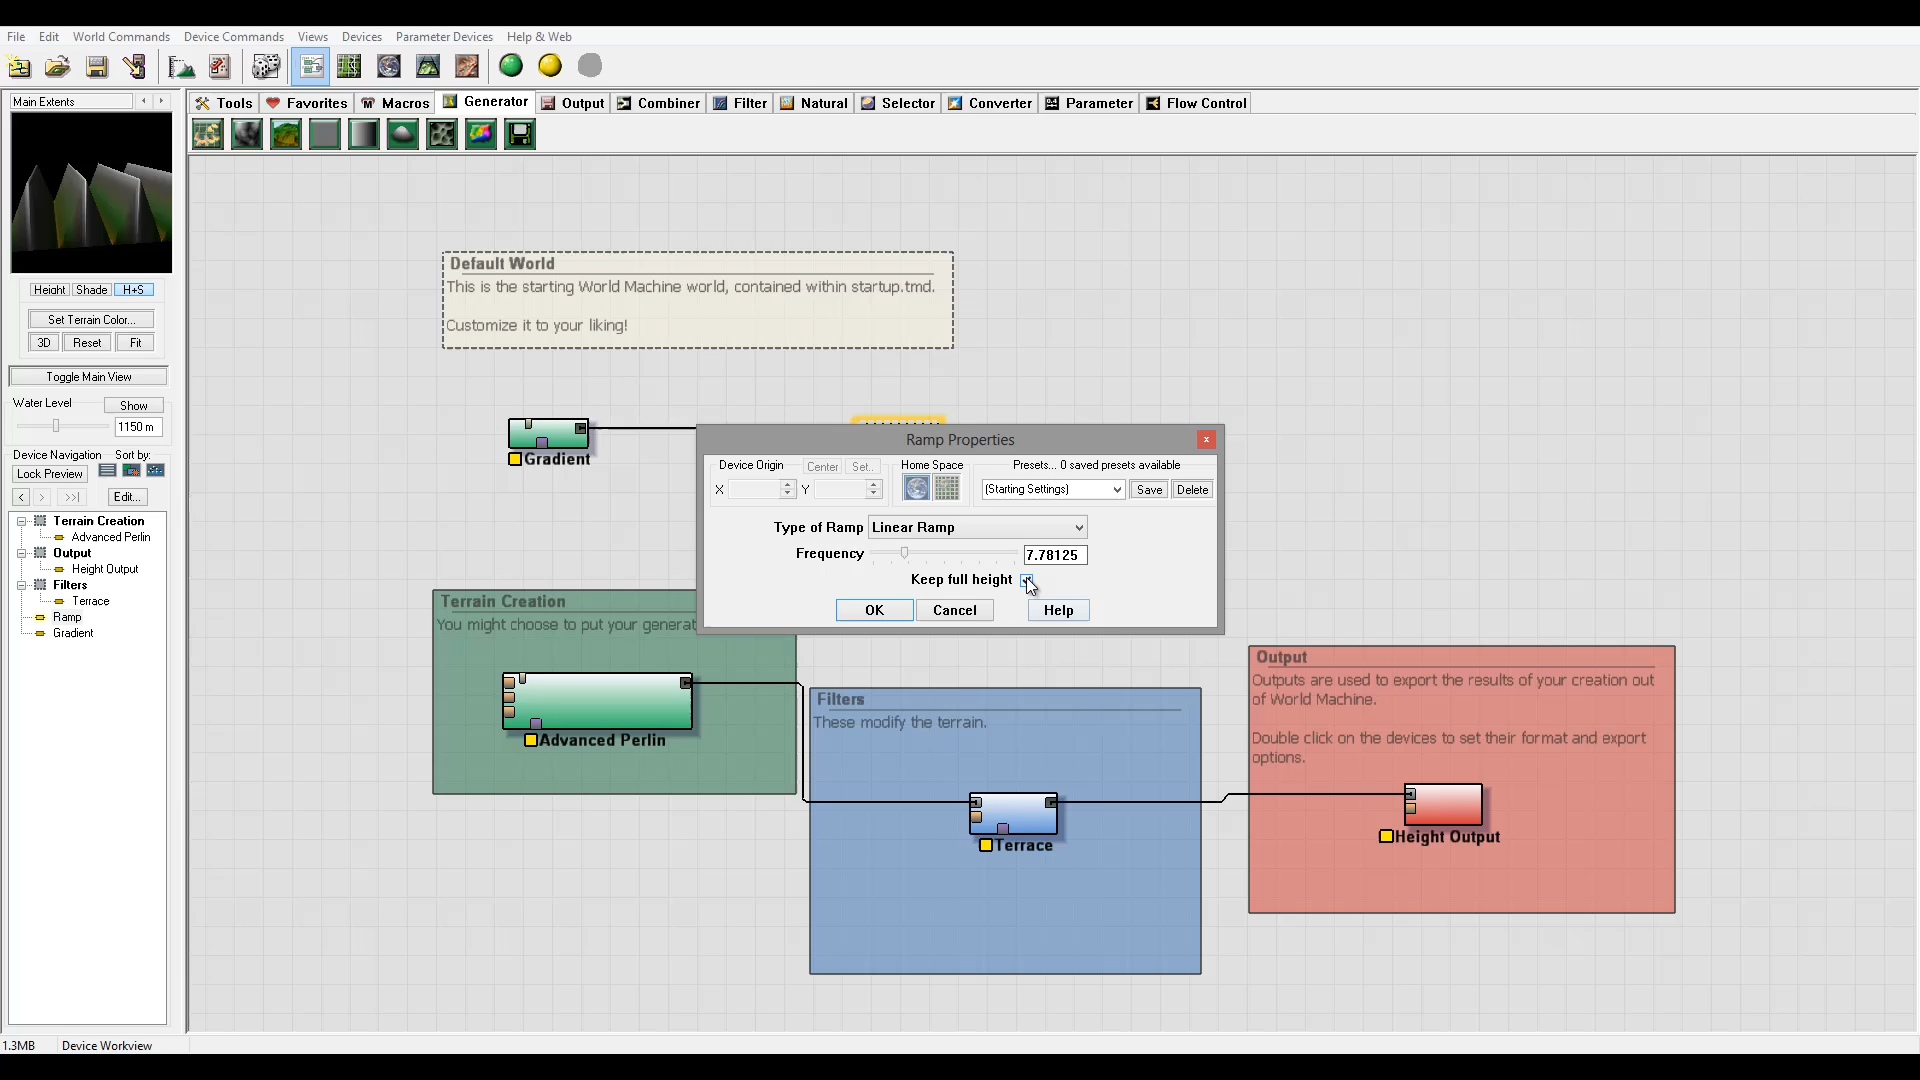 File Edit World Commands Device Commands Views Devices Parameter Devices Help & Web
Main Extents
Tools Favorites Macros Generator Output Combiner Filter Natural Selector Converter Parameter Flow Control
Height Shade H+S
Set Terrain Color...
3D Reset Fit
Toggle Main View
Water Level Show
1150 m
Device Navigation Sort by:
Lock Preview
< > >>| Edit...
Terrain Creation
Advanced Perlin
Output
Height Output
Filters
Terrace
Ramp
Gradient
Default World
This is the starting World Machine world, contained within startup.tmd.
Customize it to your liking!
Gradient
Ramp Properties
x
Device Origin Center Set.. Home Space Presets... 0 saved presets available
X Y (Starting Settings) Save Delete
Type of Ramp Linear Ramp
Frequency 7.78125
Keep full height
OK Cancel Help
Terrain Creation
You might choose to put your generat
Advanced Perlin
Filters
These modify the terrain.
Terrace
Output
Outputs are used to export the results of your creation out
of World Machine.
Double click on the devices to set their format and export
options.
Height Output
1.3MB Device Workview